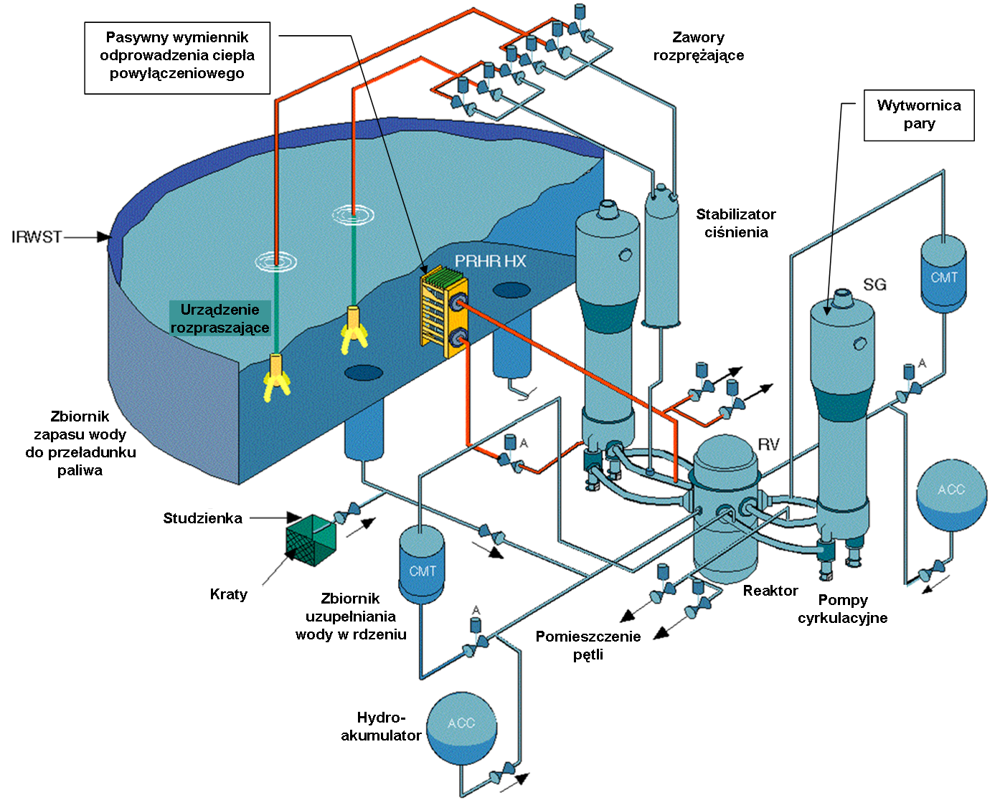 Pasywny wymiennik
odprowadzenia ciepła
powyłączeniowego
Zawory
rozprężające
Wytwornica
pary
IRWST
Stabilizator
ciśnienia
PRHR HX
CMT
SG
Urządzenie
rozpraszające
A
Zbiornik
zapasu wody
do przeładunku
paliwa
A
RV
ACC
Studzienka
CMT
Kraty
Zbiornik
uzupełniania
wody w rdzeniu
A
Reaktor
Pompy
cyrkulacyjne
Pomieszczenie
pętli
Hydro-
akumulator
ACC